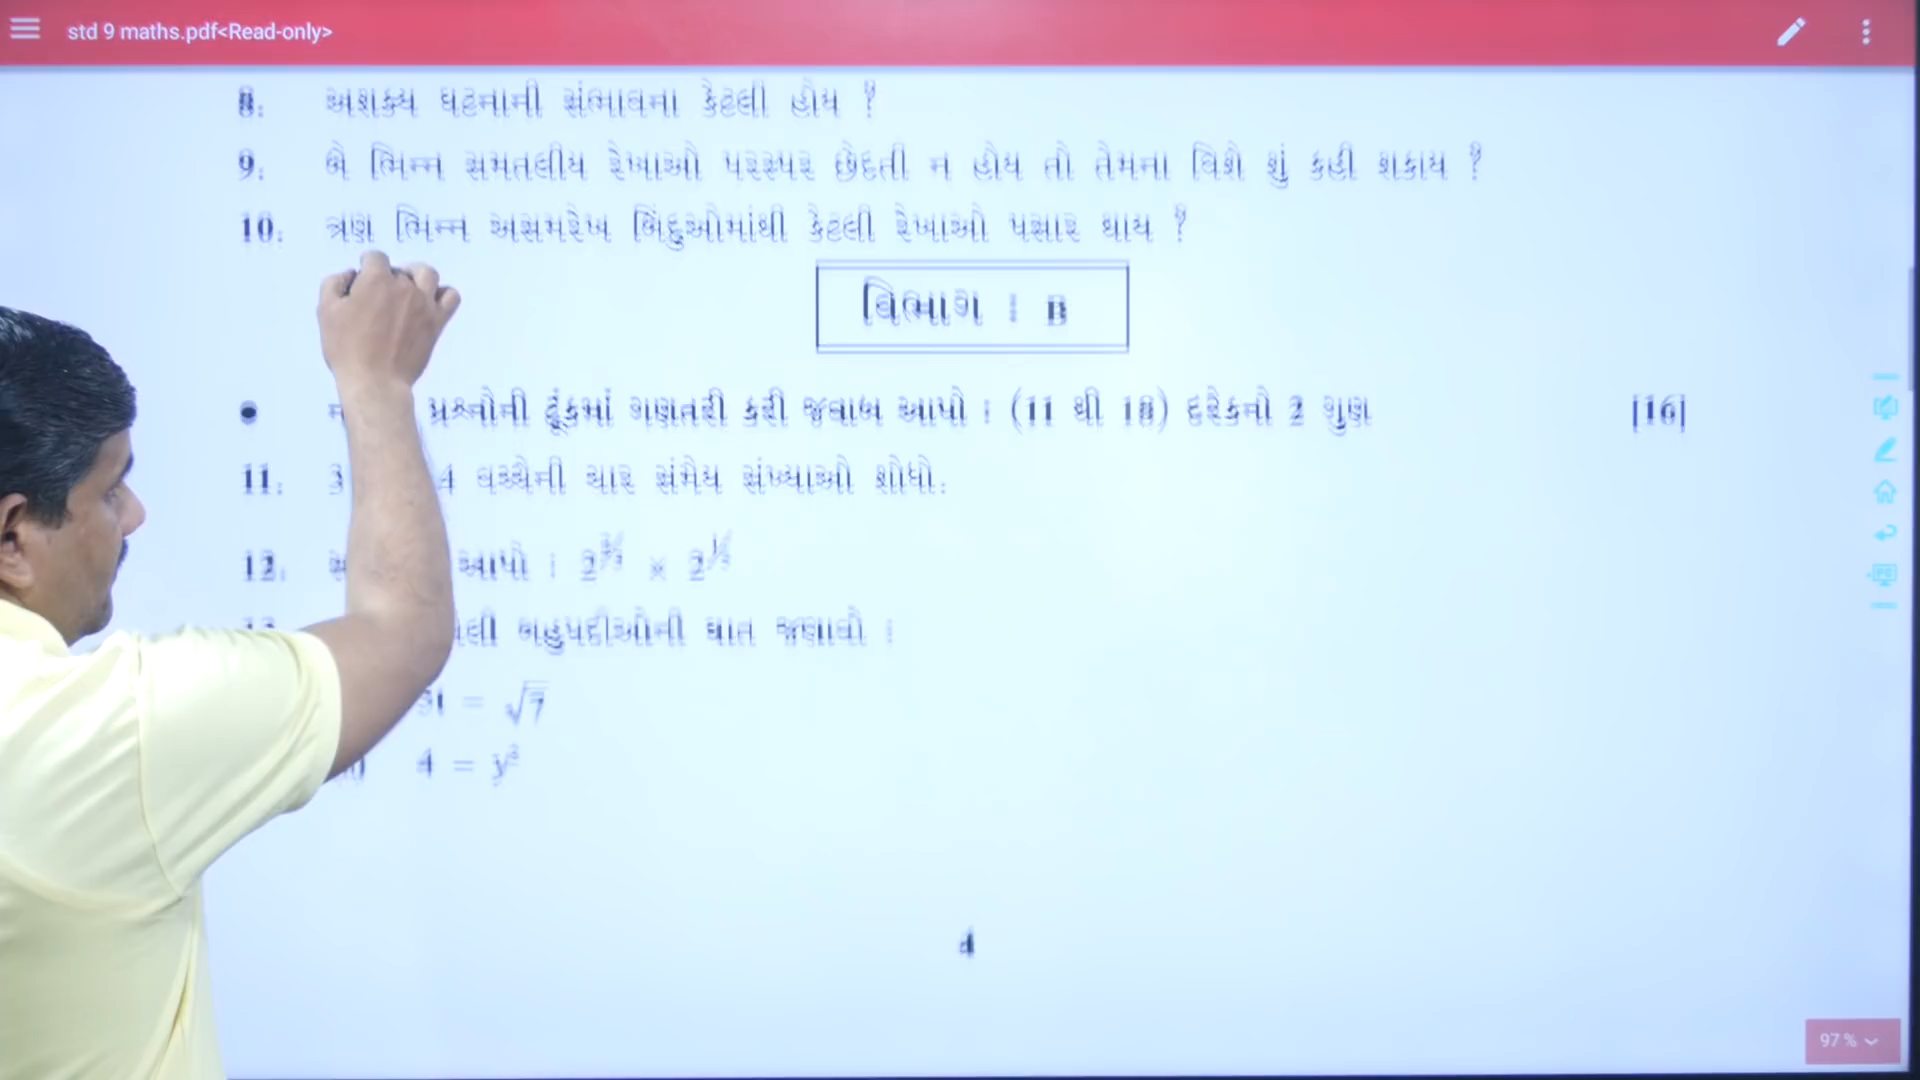 std 9 maths.pdf<Read-only>
8. અશક્ય ઘટનાની સંભાવના કેટલી હોય ?
9. બે ભિન્ન સમતલીય રેખાઓ પરસ્પર છેદતી ન હોય તો તેમના વિશે શું કહી શકાય ?
10. ત્રણ ભિન્ન અસમરેખ બિંદુઓમાંથી કેટલી રેખાઓ પસાર થાય ?
વિભાગ : B
● પ્રશ્નોની ટૂંકમાં ગણતરી કરી જવાબ આપો : (11 થી 18) દરેકનો 2 ગુણ [16]
11. 3 4 વચ્ચેની ચાર સંમેય સંખ્યાઓ શોધો.
12. આપો : 2^{2/3} × 2^{1/5}
બહુપદીઓની ઘાત જણાવો :
= √7
4 = y²
4
97 %